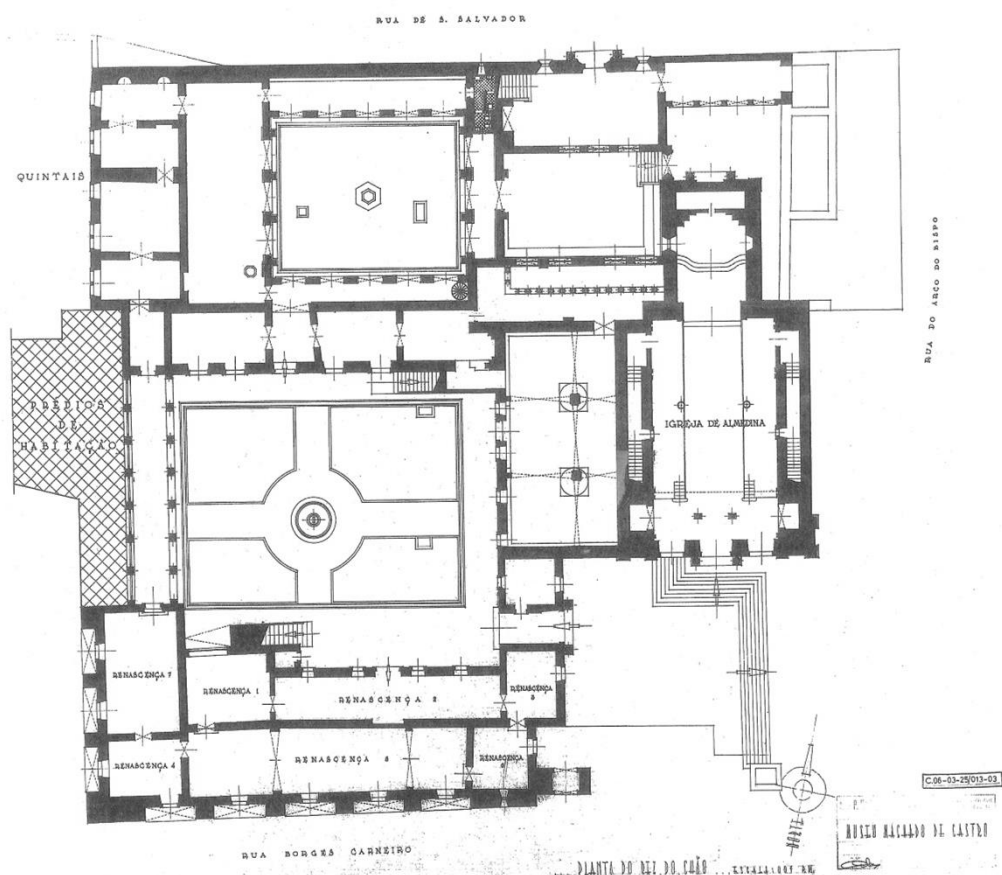 RUA DE S. SALVADOR
QUINTAIS
RUA DO ARCO DO BISPO
PRÉDIOS
DE
HABITAÇÃO
IGREJA DE ALMEDINA
RENASCENÇA 7
RENASCENÇA 1
RENASCENÇA 2
RENASCENÇA
3
RENASCENÇA 4
RENASCENÇA
RENASCENÇA
C.06-03-25/013-03
MUSEU MACHADO DE CASTRO
RUA BORGES CARNEIRO
PLANTA DO REZ DO CHÃO